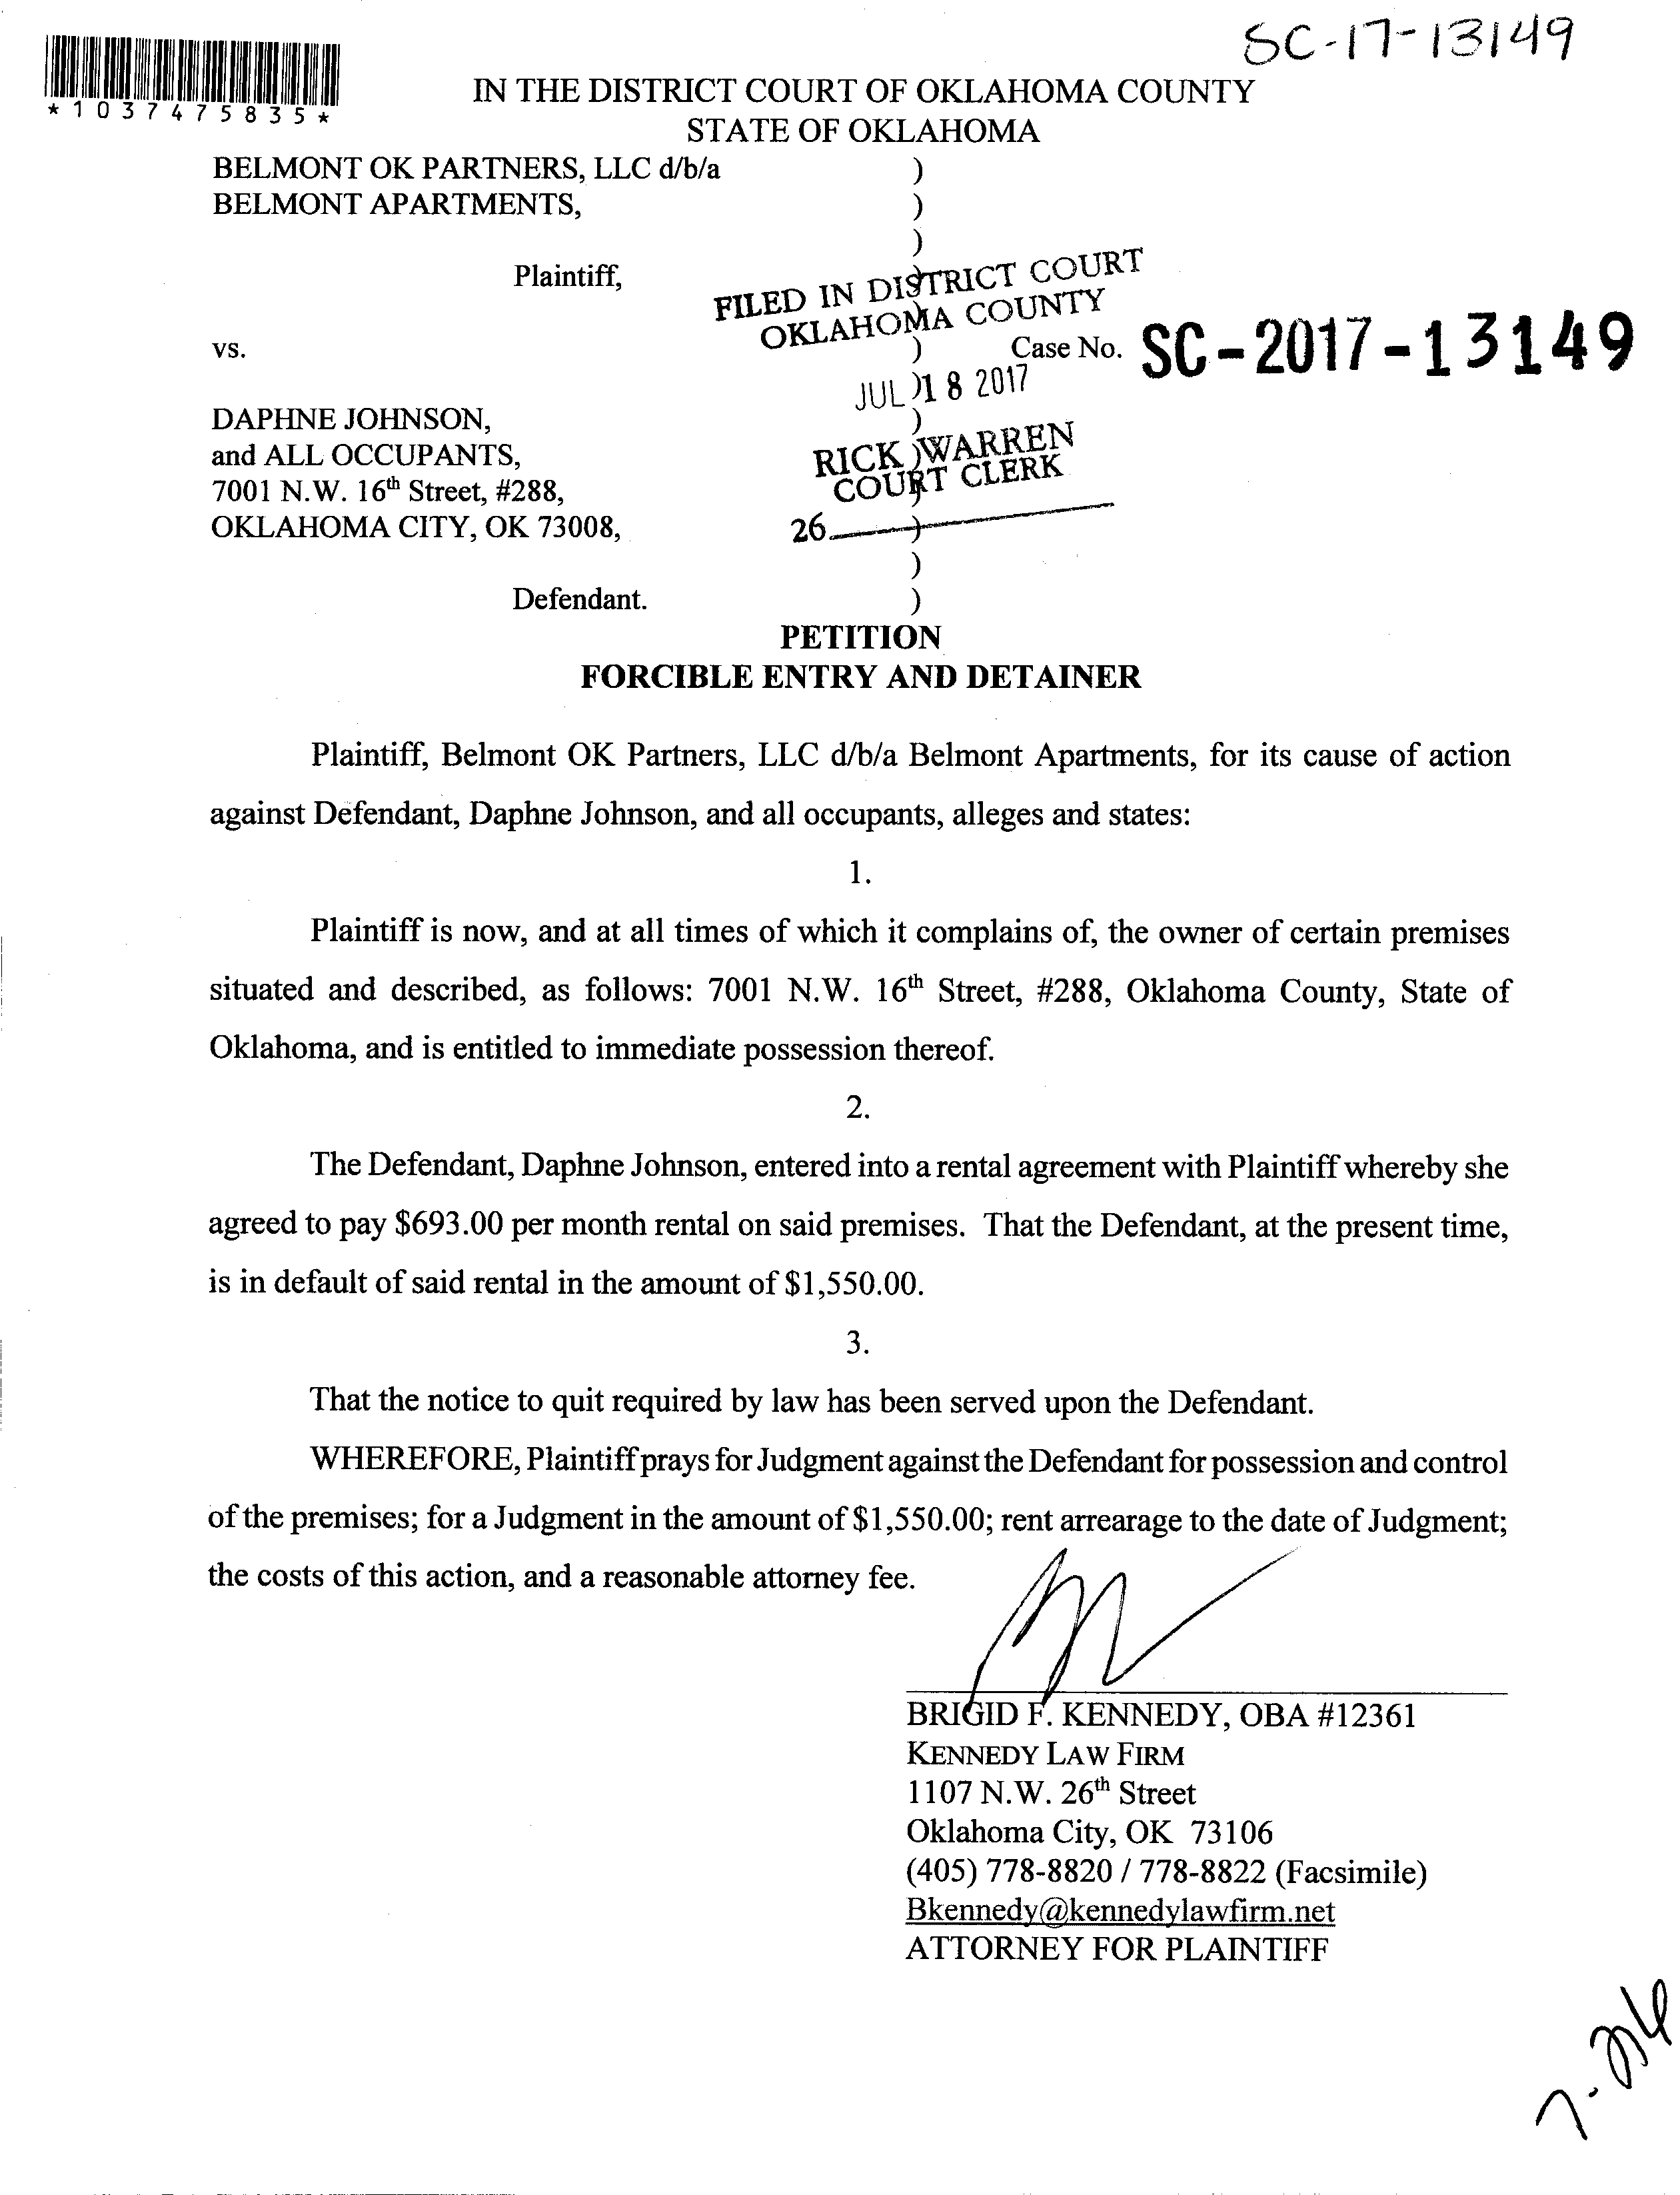 SC-17-13149
*1037475835*
IN THE DISTRICT COURT OF OKLAHOMA COUNTY
STATE OF OKLAHOMA
BELMONT OK PARTNERS, LLC d/b/a )
BELMONT APARTMENTS, )
)
Plaintiff, )
FILED IN DISTRICT COURT
OKLAHOMA COUNTY
vs. ) Case No. SC-2017-13149
JUL 18 2017
DAPHNE JOHNSON, )
and ALL OCCUPANTS, )
RICK WARREN
COURT CLERK
7001 N.W. 16th Street, #288, )
OKLAHOMA CITY, OK 73008, )
26
)
Defendant. )
PETITION
FORCIBLE ENTRY AND DETAINER
Plaintiff, Belmont OK Partners, LLC d/b/a Belmont Apartments, for its cause of action
against Defendant, Daphne Johnson, and all occupants, alleges and states:
1.
Plaintiff is now, and at all times of which it complains of, the owner of certain premises
situated and described, as follows: 7001 N.W. 16th Street, #288, Oklahoma County, State of
Oklahoma, and is entitled to immediate possession thereof.
2.
The Defendant, Daphne Johnson, entered into a rental agreement with Plaintiff whereby she
agreed to pay $693.00 per month rental on said premises. That the Defendant, at the present time,
is in default of said rental in the amount of $1,550.00.
3.
That the notice to quit required by law has been served upon the Defendant.
WHEREFORE, Plaintiff prays for Judgment against the Defendant for possession and control
of the premises; for a Judgment in the amount of $1,550.00; rent arrearage to the date of Judgment;
the costs of this action, and a reasonable attorney fee.
BRIGID F. KENNEDY, OBA #12361
KENNEDY LAW FIRM
1107 N.W. 26th Street
Oklahoma City, OK 73106
(405) 778-8820 / 778-8822 (Facsimile)
Bkennedy@kennedylawfirm.net
ATTORNEY FOR PLAINTIFF
7-26